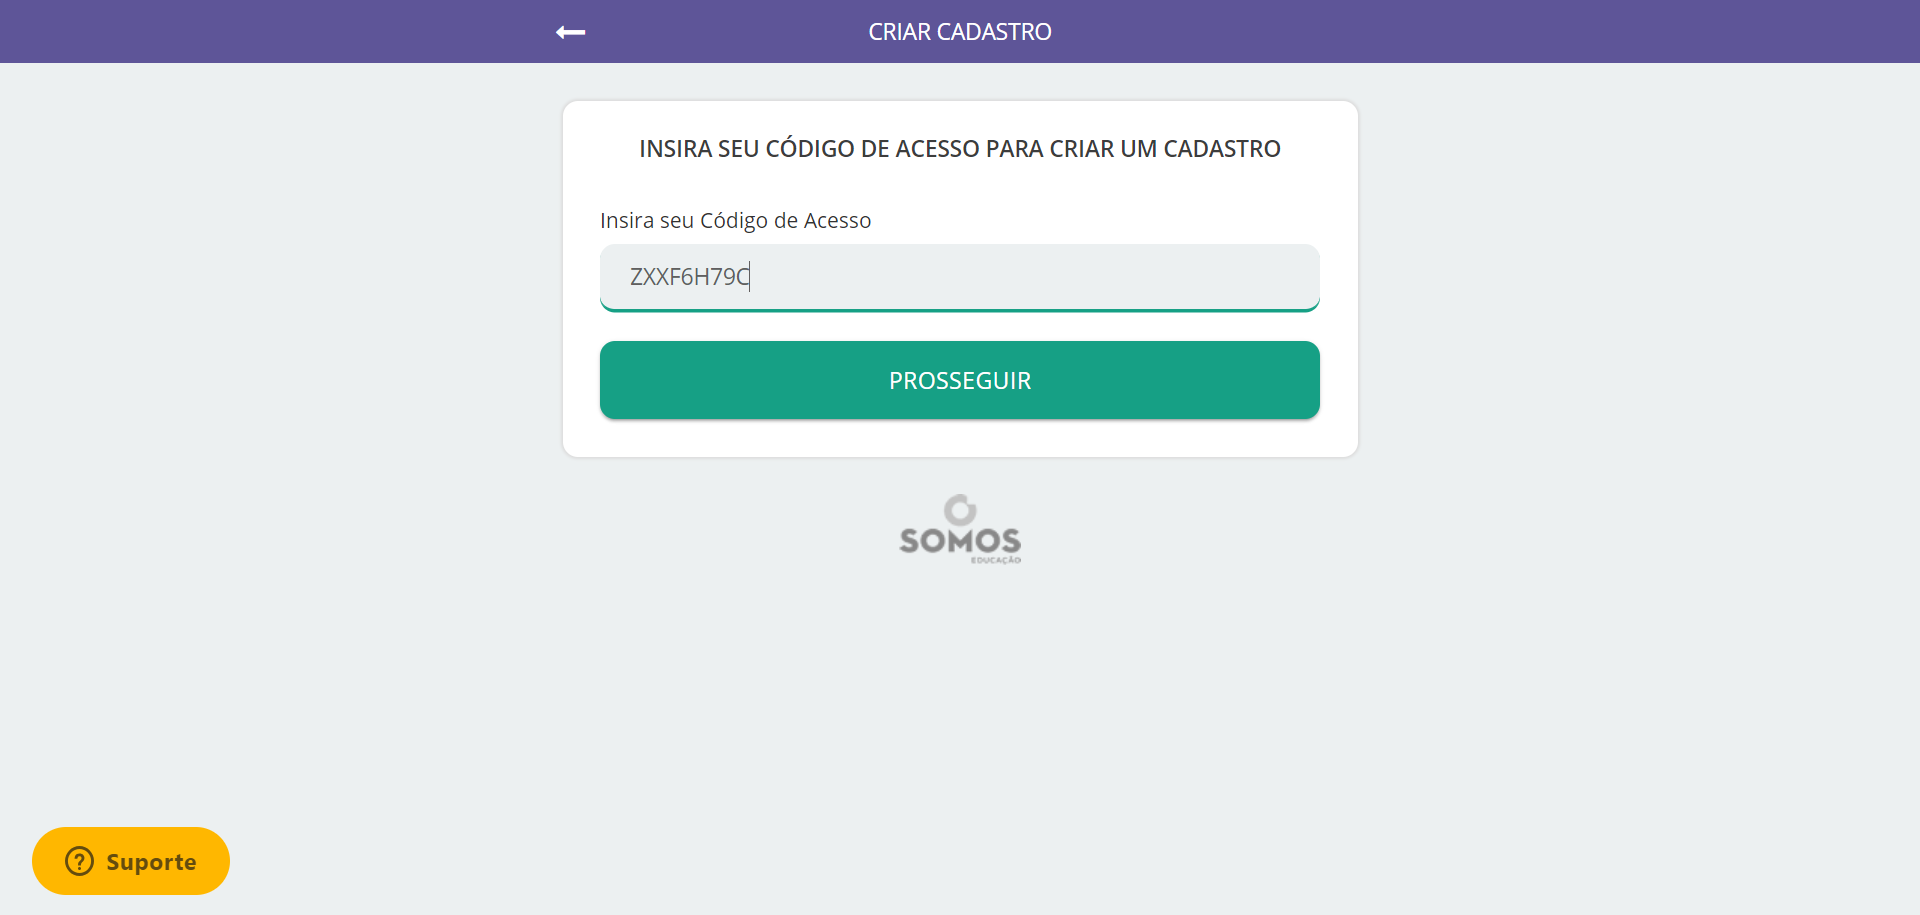 CRIAR CADASTRO
INSIRA SEU CÓDIGO DE ACESSO PARA CRIAR UM CADASTRO
Insira seu Código de Acesso
ZXXF6H79C
PROSSEGUIR
SOMOS
EDUCAÇÃO
Suporte